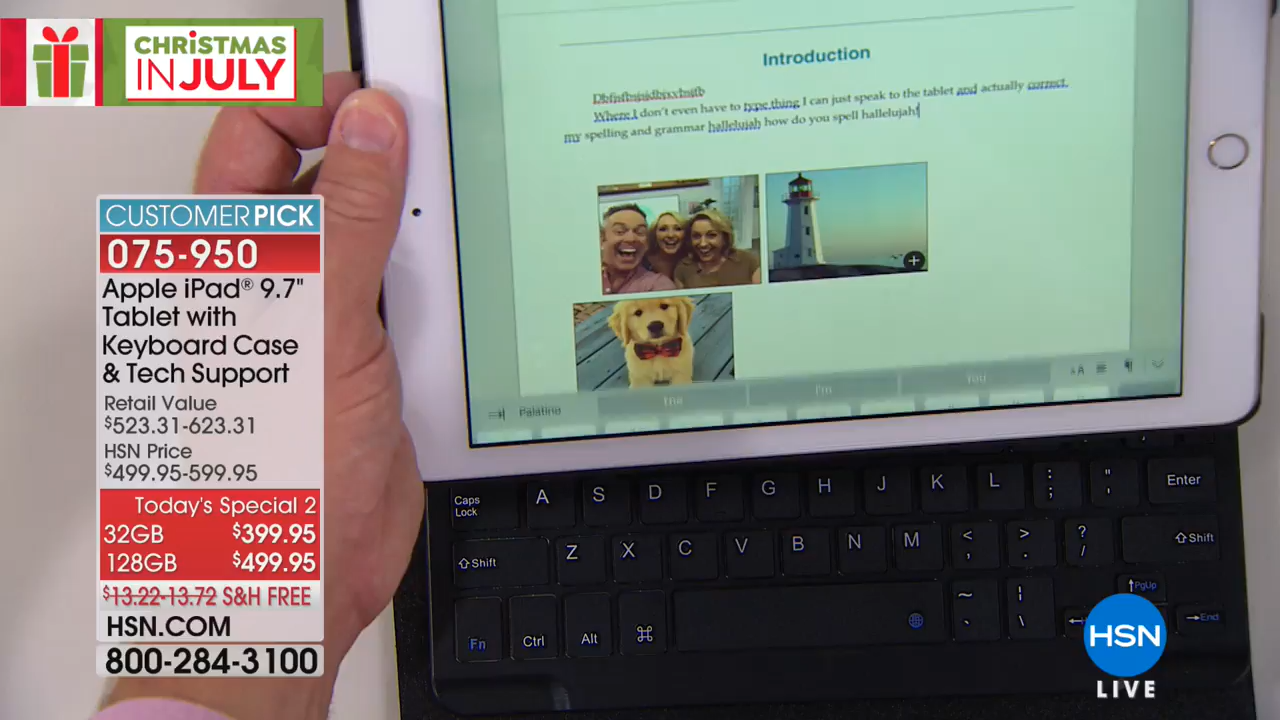 CHRiSTMAS
IN JULY
CUSTOMER PICK
075-950
Apple iPad® 9.7"
Tablet with
Keyboard Case
& Tech Support
Retail Value
$523.31-623.31
HSN Price
$499.95-599.95
Today's Special 2
32GB $399.95
128GB $499.95
$13.22-13.72 S&H FREE
HSN.COM
800-284-3100
Introduction
Where I don't even have to type thing I can just speak to the tablet and actually correct.
my spelling and grammar hallelujah how do you spell hallelujah!
Palatino
The
I'm
You
AA
Caps
Lock
A S D F G H J K L ; : ' " Enter
Shift Z X C V B N M < , > . ? / Shift
PgUp
Fn Ctrl Alt ⌘ ~ ` ¦ \ End
HSN
LIVE